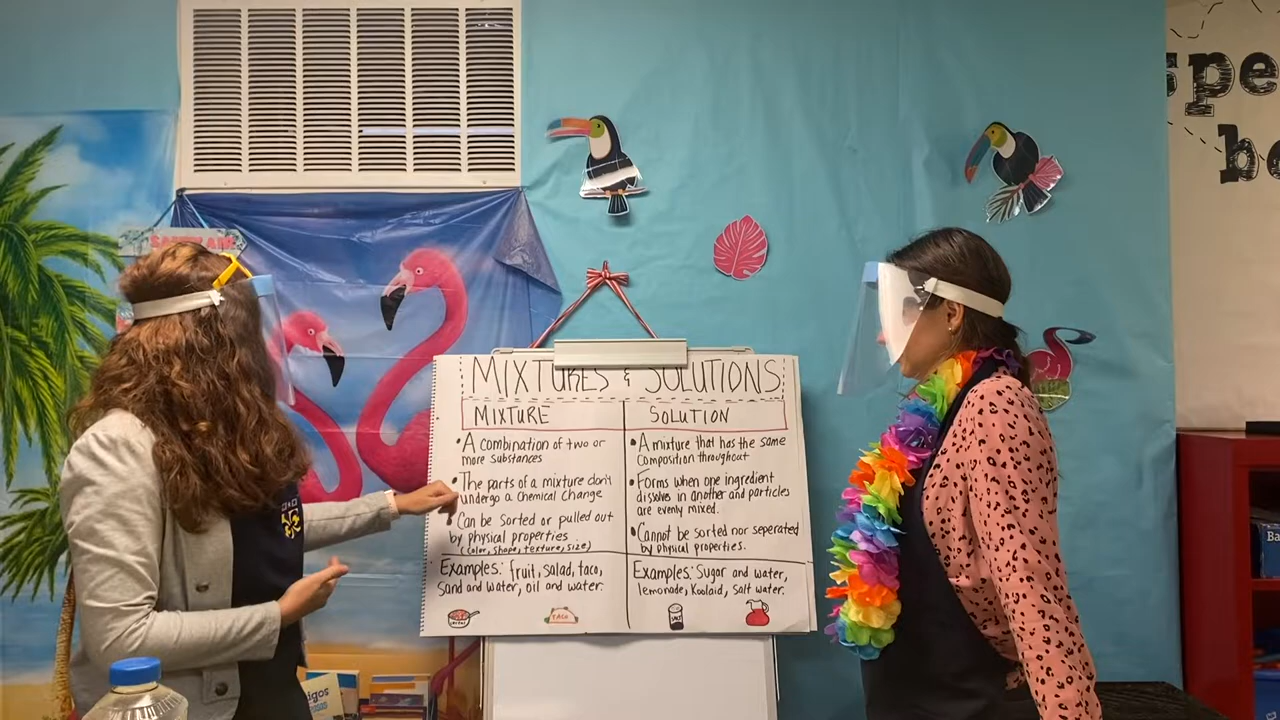 MIXTURES & SOLUTIONS
MIXTURE
• A combination of two or
more substances
• The parts of a mixture don't
undergo a chemical change
• Can be sorted or pulled out
by physical properties
(color, shape, texture, size)
Examples: fruit, salad, taco,
Sand and water, oil and water.
TACO
SOLUTION
• A mixture that has the same
composition throughout
• Forms when one ingredient
dissolves in another and particles
are evenly mixed.
• Cannot be sorted nor seperated
by physical properties.
Examples: Sugar and water,
lemonade, Koolaid, Salt water.
SALT
spe
bo
Ba
igos